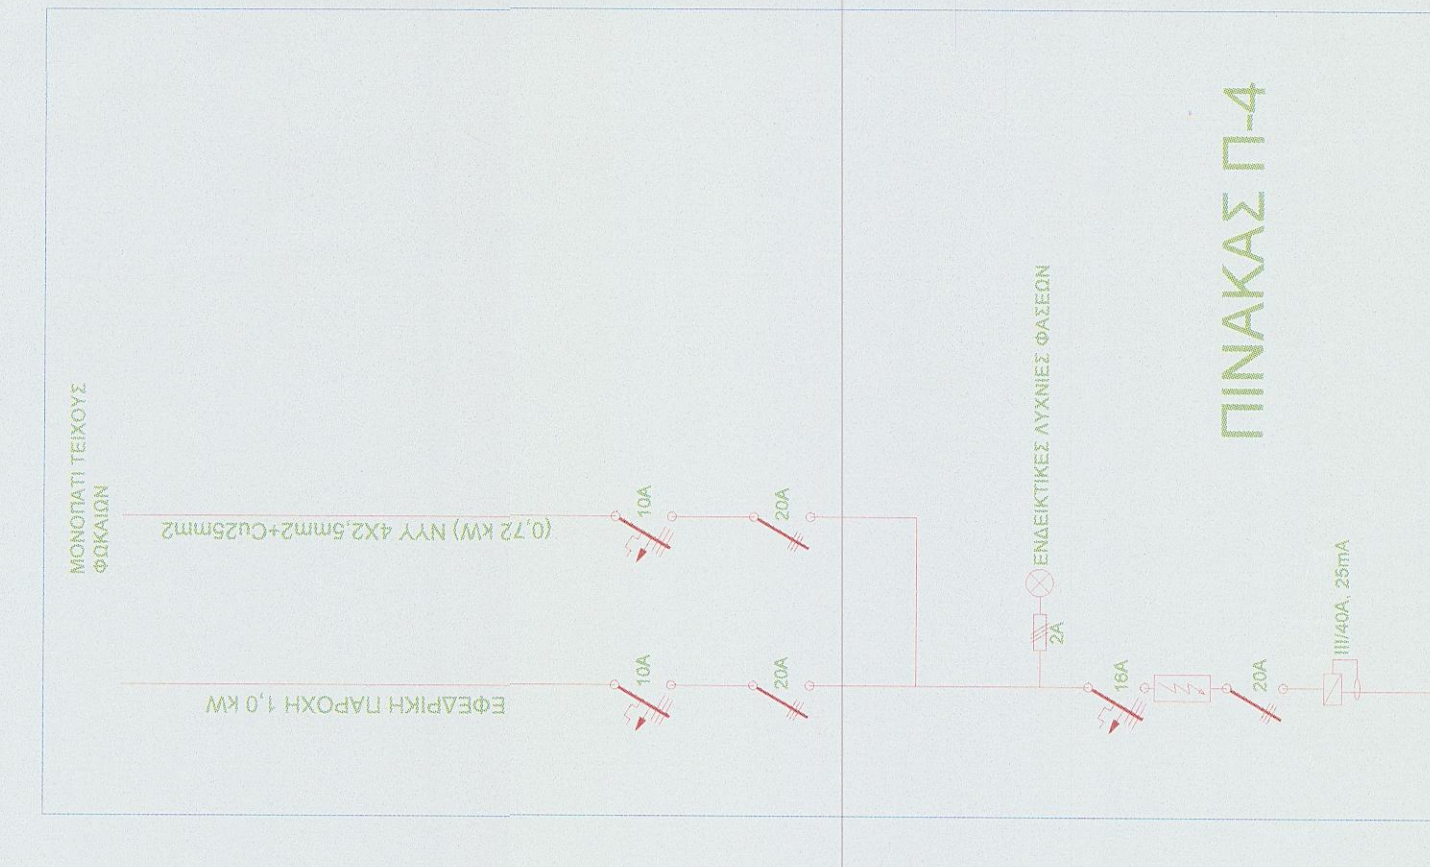 ΜΟΝΟΠΑΤΙ ΤΕΙΧΟΥΣ
ΦΩΚΑΙΩΝ
(0,72 kW) NYY 4X2,5mm2+Cu25mm2
ΕΦΕΔΡΙΚΗ ΠΑΡΟΧΗ 1,0 kW
10A
20A
10A
20A
ΕΝΔΕΙΚΤΙΚΕΣ ΛΥΧΝΙΕΣ ΦΑΣΕΩΝ
2A
16A
20A
III/40A, 25mA
ΠΙΝΑΚΑΣ Π-4